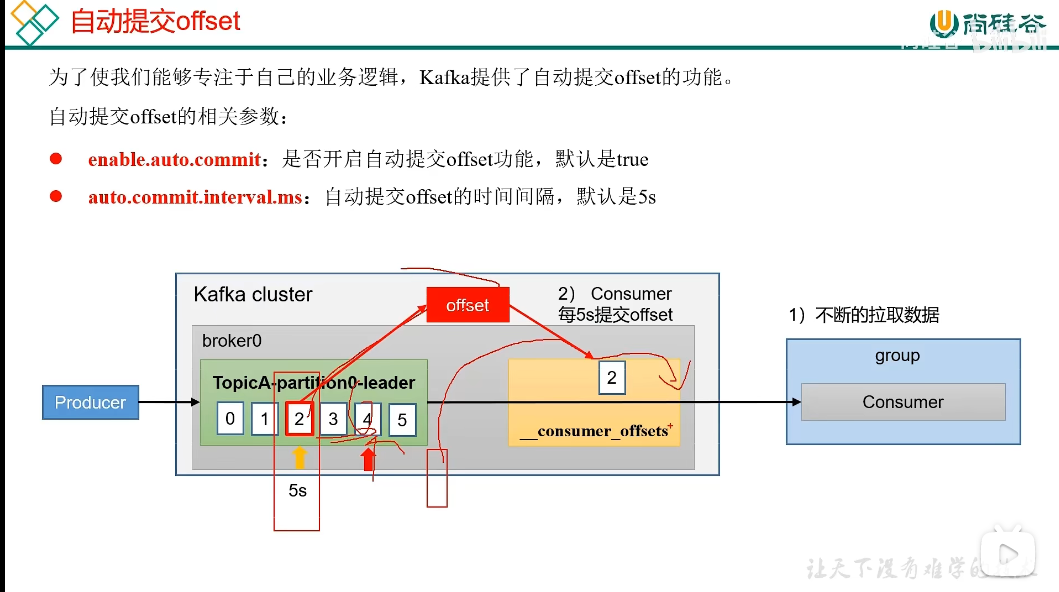 自动提交offset
尚硅谷
为了使我们能够专注于自己的业务逻辑，Kafka提供了自动提交offset的功能。
自动提交offset的相关参数：
enable.auto.commit：是否开启自动提交offset功能，默认是true
auto.commit.interval.ms：自动提交offset的时间间隔，默认是5s
Kafka cluster
offset
2） Consumer
每5s提交offset
1）不断的拉取数据
broker0
group
TopicA-partition0-leader
2
Producer
0 1 2 3 4 5
Consumer
__consumer_offsets
5s
让天下没有难学的